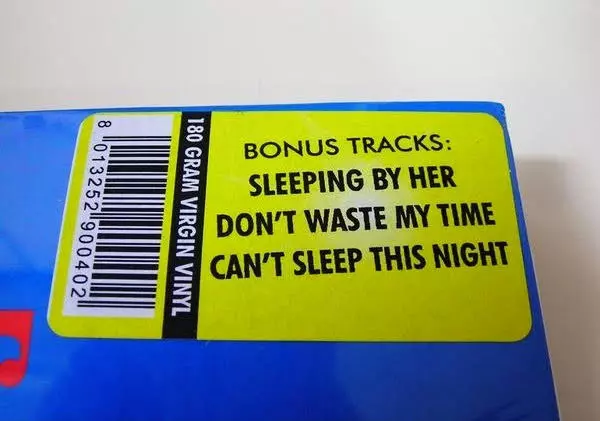 8 013252 900402
180 GRAM VIRGIN VINYL
BONUS TRACKS:
SLEEPING BY HER
DON'T WASTE MY TIME
CAN'T SLEEP THIS NIGHT